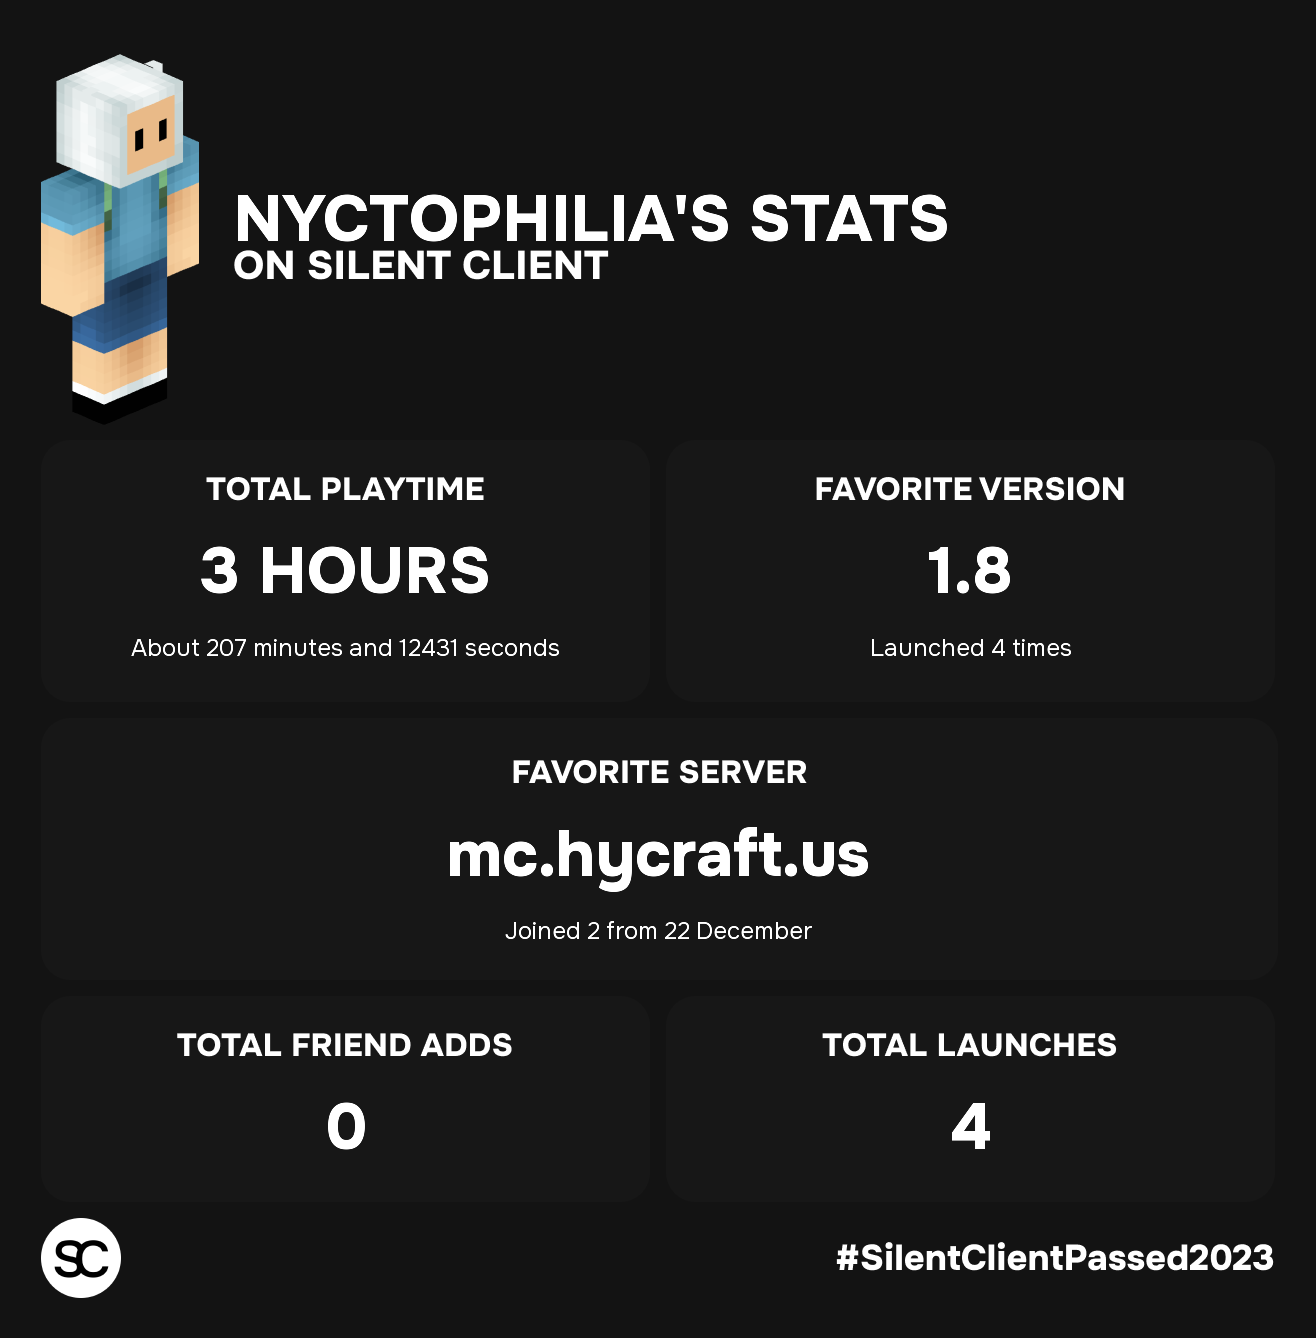 NYCTOPHILIA'S STATS
ON SILENT CLIENT
TOTAL PLAYTIME
3 HOURS
About 207 minutes and 12431 seconds
FAVORITE VERSION
1.8
Launched 4 times
FAVORITE SERVER
mc.hycraft.us
Joined 2 from 22 December
TOTAL FRIEND ADDS
0
TOTAL LAUNCHES
4
SC
#SilentClientPassed2023